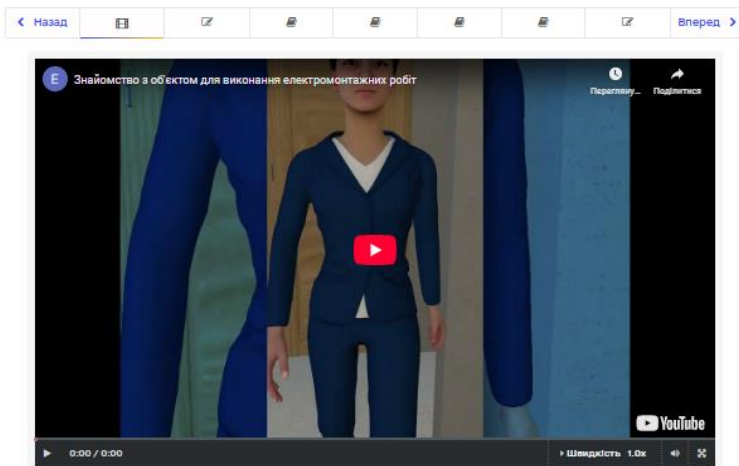 Назад
Вперед
E
Знайомство з об'єктом для виконання електромонтажних робіт
Перегляну...
Поділитися
YouTube
0:00 / 0:00
Швидкість 1.0x